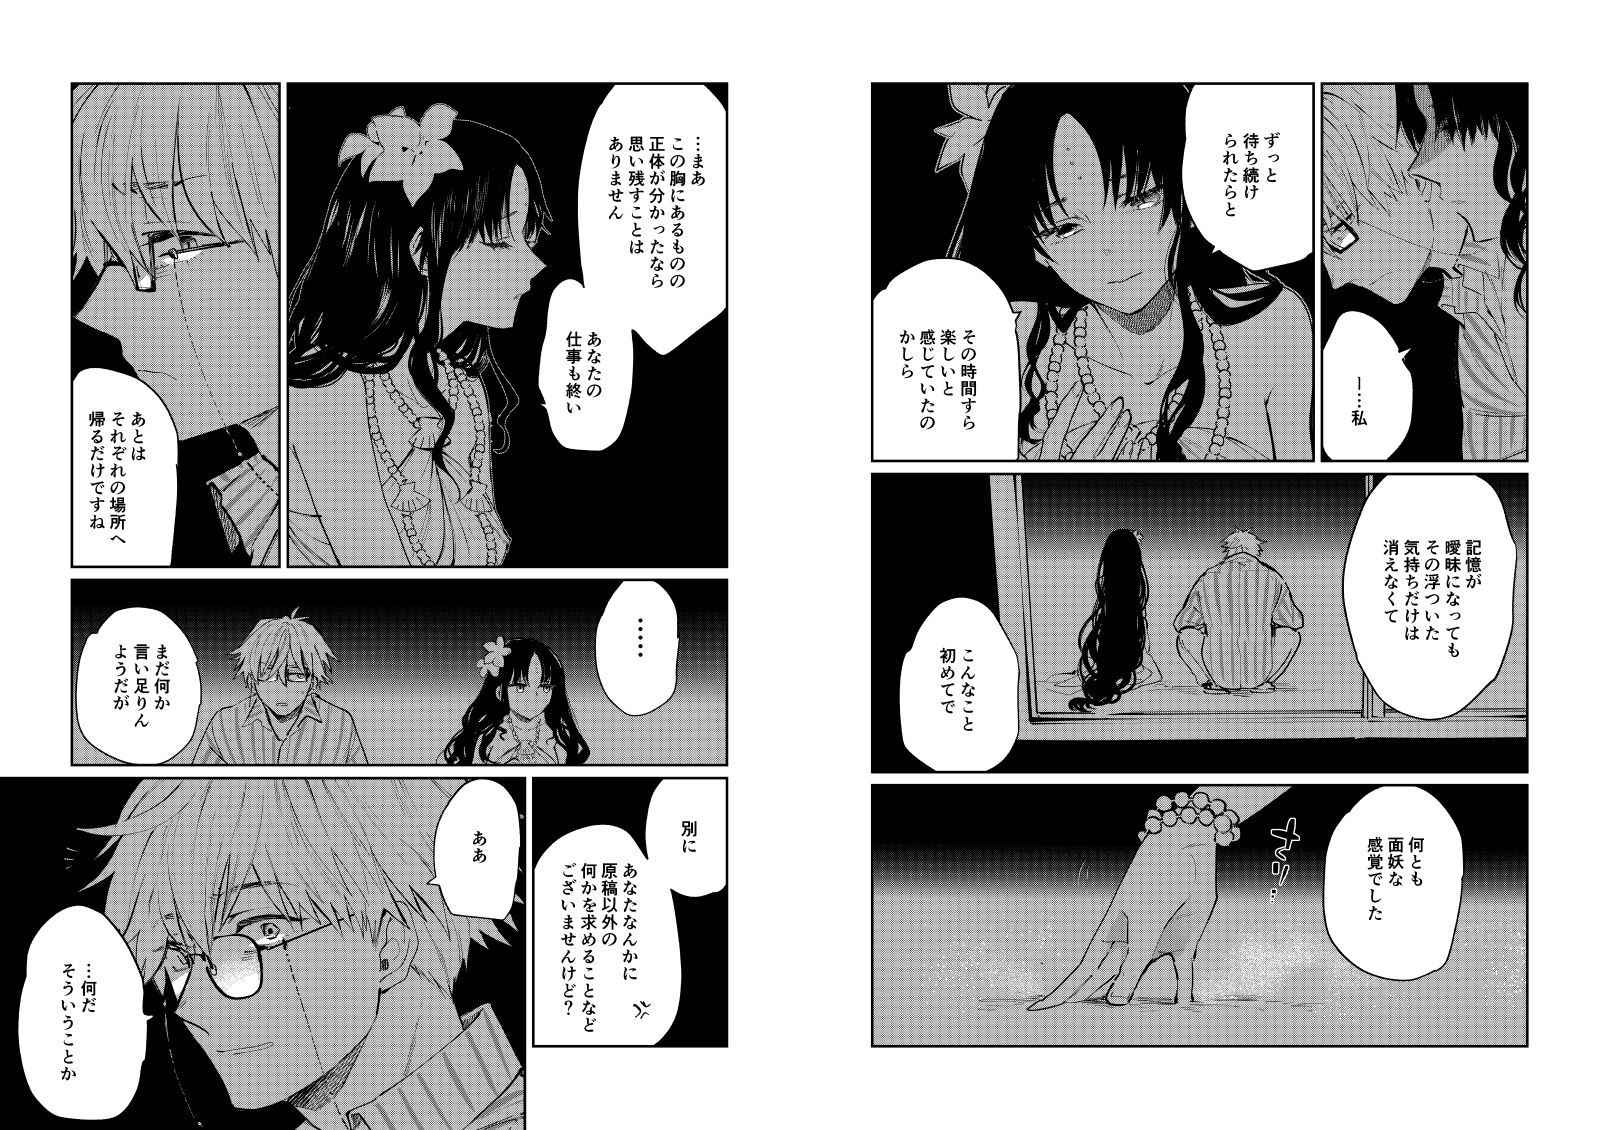 ー……私
ずっと
待ち続け
られたらと
その時間すら
楽しいと
感じていたの
かしら
記憶が
曖昧になっても
その浮ついた
気持ちだけは
消えなくて
こんなこと
初めてで
何とも
面妖な
感覚でした
…まあ
この胸にあるものの
正体が分かったなら
思い残すことは
ありません
あなたの
仕事も終い
あとは
それぞれの場所へ
帰るだけですね
……
まだ何か
言い足りん
ようだが
別に
あなたなんかに
原稿以外の
何かを求めることなど
ございませんけど？
ああ
…何だ
そういうことか